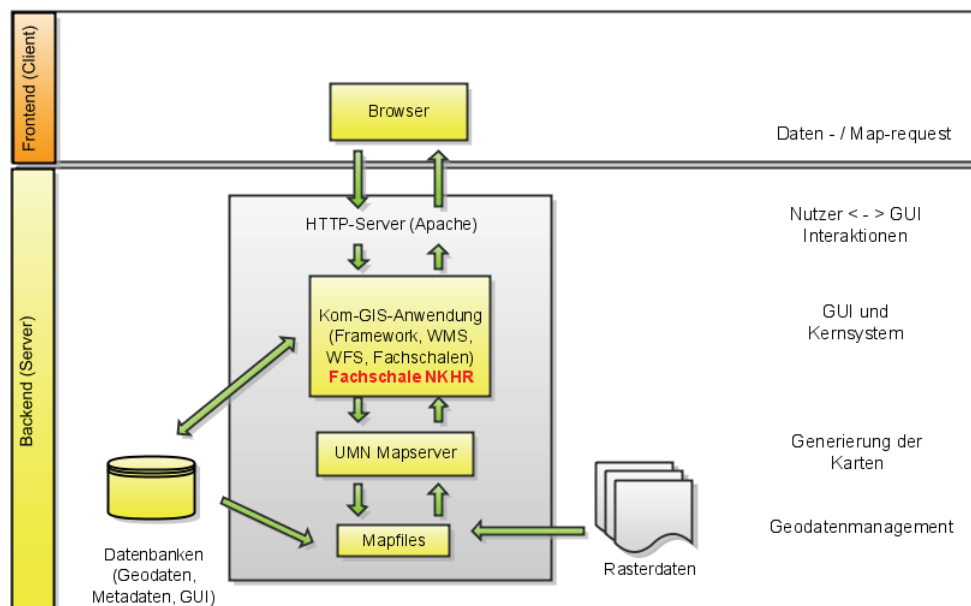 Frontend (Client)
Browser
Daten - / Map-request
Backend (Server)
HTTP-Server (Apache)
Nutzer < - > GUI
Interaktionen
Kom-GIS-Anwendung
(Framework, WMS,
WFS, Fachschalen)
Fachschale NKHR
GUI und
Kernsystem
UMN Mapserver
Generierung der
Karten
Mapfiles
Geodatenmanagement
Datenbanken
(Geodaten,
Metadaten, GUI)
Rasterdaten